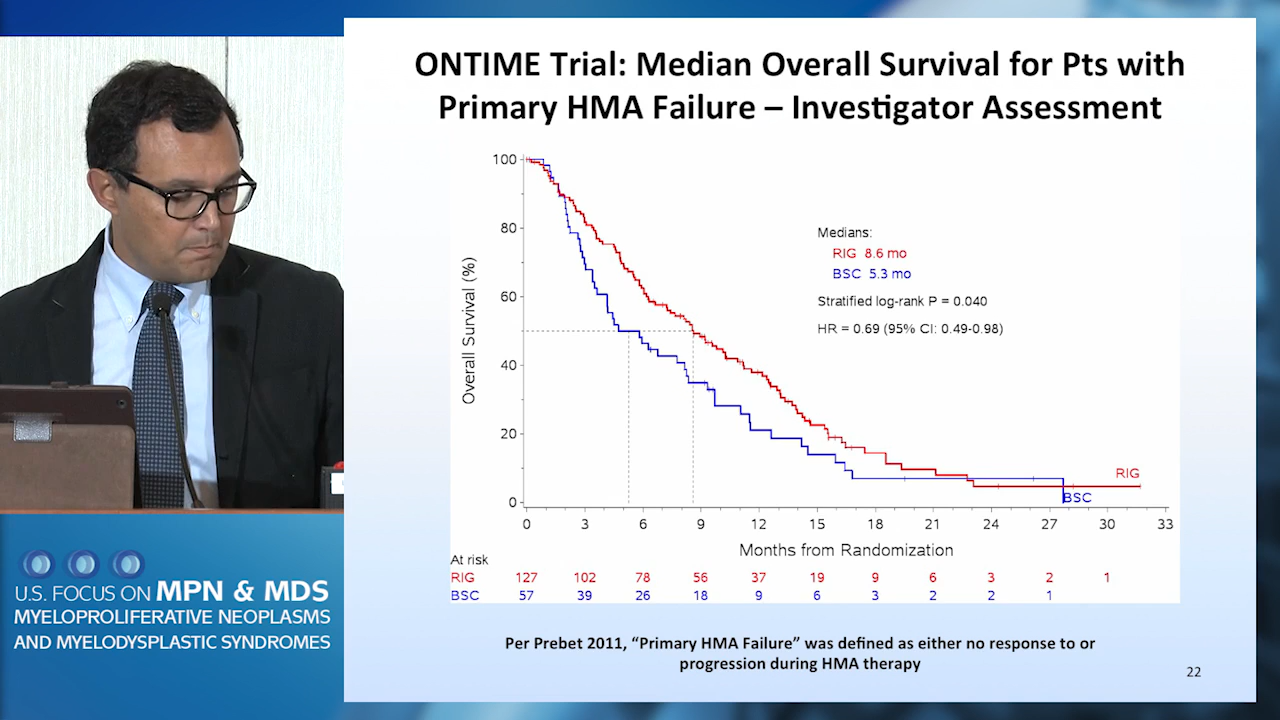 ONTIME Trial: Median Overall Survival for Pts with
Primary HMA Failure – Investigator Assessment
Overall Survival (%)
100
80
60
40
20
0
Medians:
RIG 8.6 mo
BSC 5.3 mo
Stratified log-rank P = 0.040
HR = 0.69 (95% CI: 0.49-0.98)
RIG
BSC
0 3 6 9 12 15 18 21 24 27 30 33
Months from Randomization
At risk
RIG 127 102 78 56 37 19 9 6 3 2 1
BSC 57 39 26 18 9 6 3 2 2 1
Per Prebet 2011, “Primary HMA Failure” was defined as either no response to or
progression during HMA therapy
22
U.S. FOCUS ON MPN & MDS
MYELOPROLIFERATIVE NEOPLASMS
AND MYELODYSPLASTIC SYNDROMES